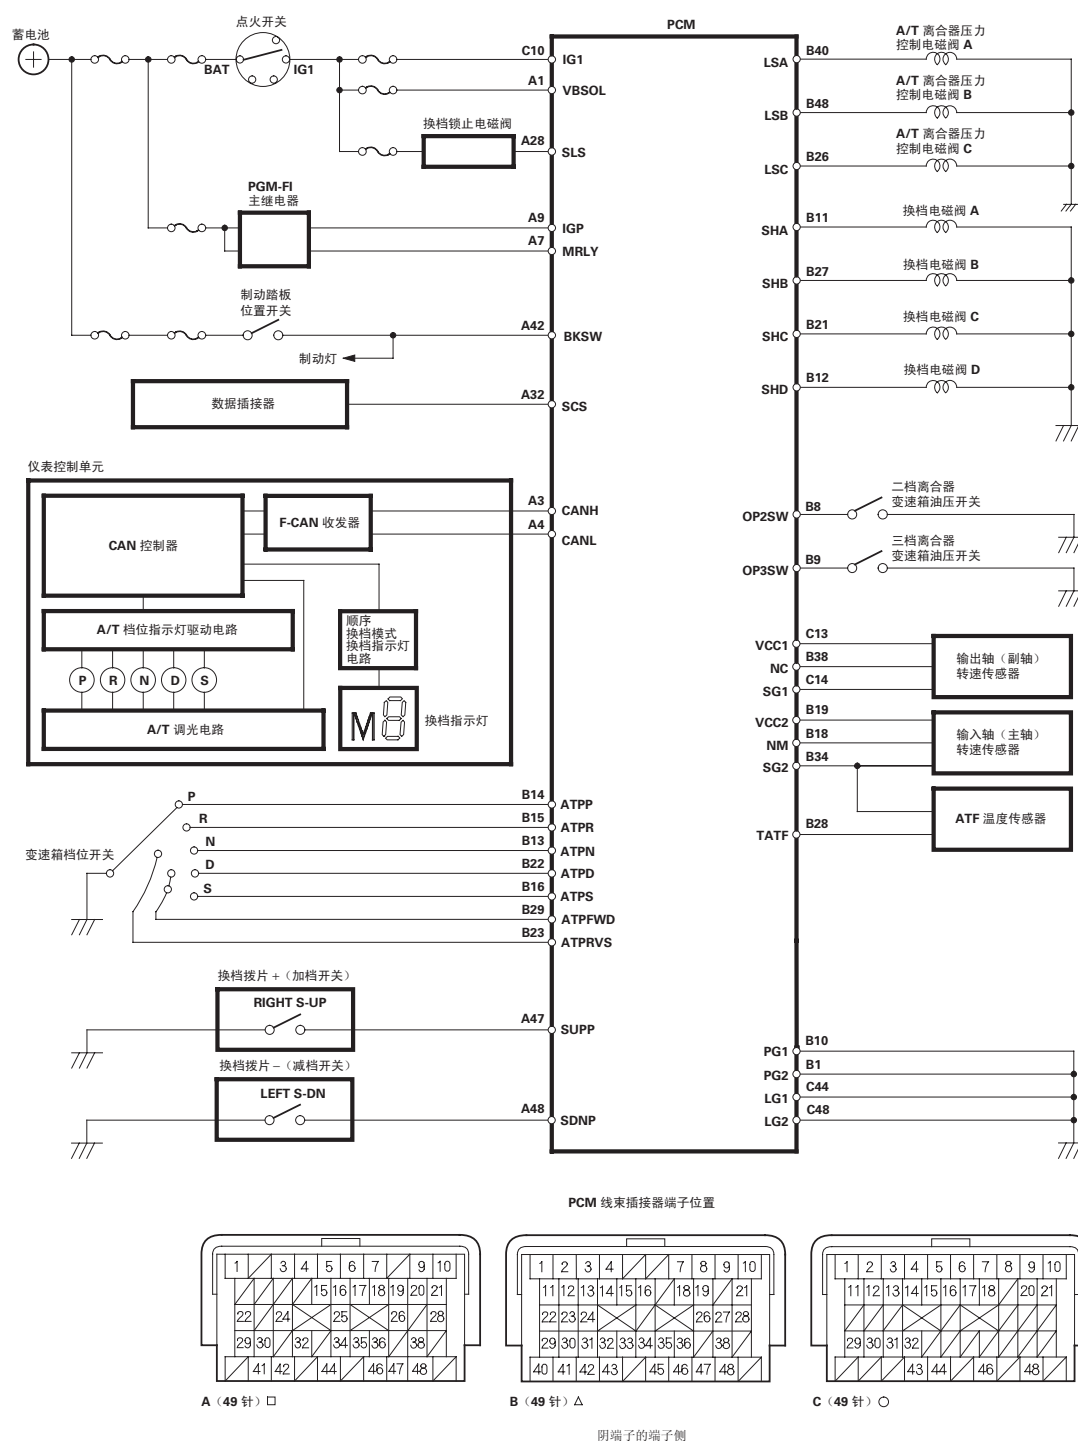 PCM
蓄电池
点火开关
BAT
IG1
C10
IG1
A1
VBSOL
换档锁止电磁阀
A28
SLS
PGM-FI
主继电器
A9
IGP
A7
MRLY
制动踏板
位置开关
A42
BKSW
制动灯
数据插接器
A32
SCS
仪表控制单元
CAN 控制器
F-CAN 收发器
A3
CANH
A4
CANL
A/T 档位指示灯驱动电路
P R N D S
A/T 调光电路
顺序
换档模式
换档指示灯
电路
M8
换档指示灯
变速箱档位开关
P
B14
ATPP
R
B15
ATPR
N
B13
ATPN
D
B22
ATPD
S
B16
ATPS
B29
ATPFWD
B23
ATPRVS
换档拨片 +（加档开关）
RIGHT S-UP
A47
SUPP
换档拨片 –（减档开关）
LEFT S-DN
A48
SDNP
LSA
B40
A/T 离合器压力
控制电磁阀 A
LSB
B48
A/T 离合器压力
控制电磁阀 B
LSC
B26
A/T 离合器压力
控制电磁阀 C
SHA
B11
换档电磁阀 A
SHB
B27
换档电磁阀 B
SHC
B21
换档电磁阀 C
SHD
B12
换档电磁阀 D
OP2SW
B8
二档离合器
变速箱油压开关
OP3SW
B9
三档离合器
变速箱油压开关
VCC1
C13
NC
B38
SG1
C14
输出轴（副轴）
转速传感器
VCC2
B19
NM
B18
SG2
B34
输入轴（主轴）
转速传感器
TATF
B28
ATF 温度传感器
PG1
B10
PG2
B1
LG1
C44
LG2
C48
PCM 线束插接器端子位置
1 3 4 5 6 7 9 10
15 16 17 18 19 20 21
22 24 25 26 28
29 30 32 34 35 36 38
41 42 44 46 47 48
A（49 针）□
1 2 3 4 7 8 9 10
11 12 13 14 15 16 18 19 21
22 23 24 26 27 28
29 30 31 32 33 34 35 36 38
40 41 42 43 45 46 47 48
B（49 针）△
1 2 3 4 5 6 7 8 9 10
11 12 13 14 15 16 17 18 20 21
29 30 31 32
43 44 46 48
C（49 针）○
阴端子的端子侧